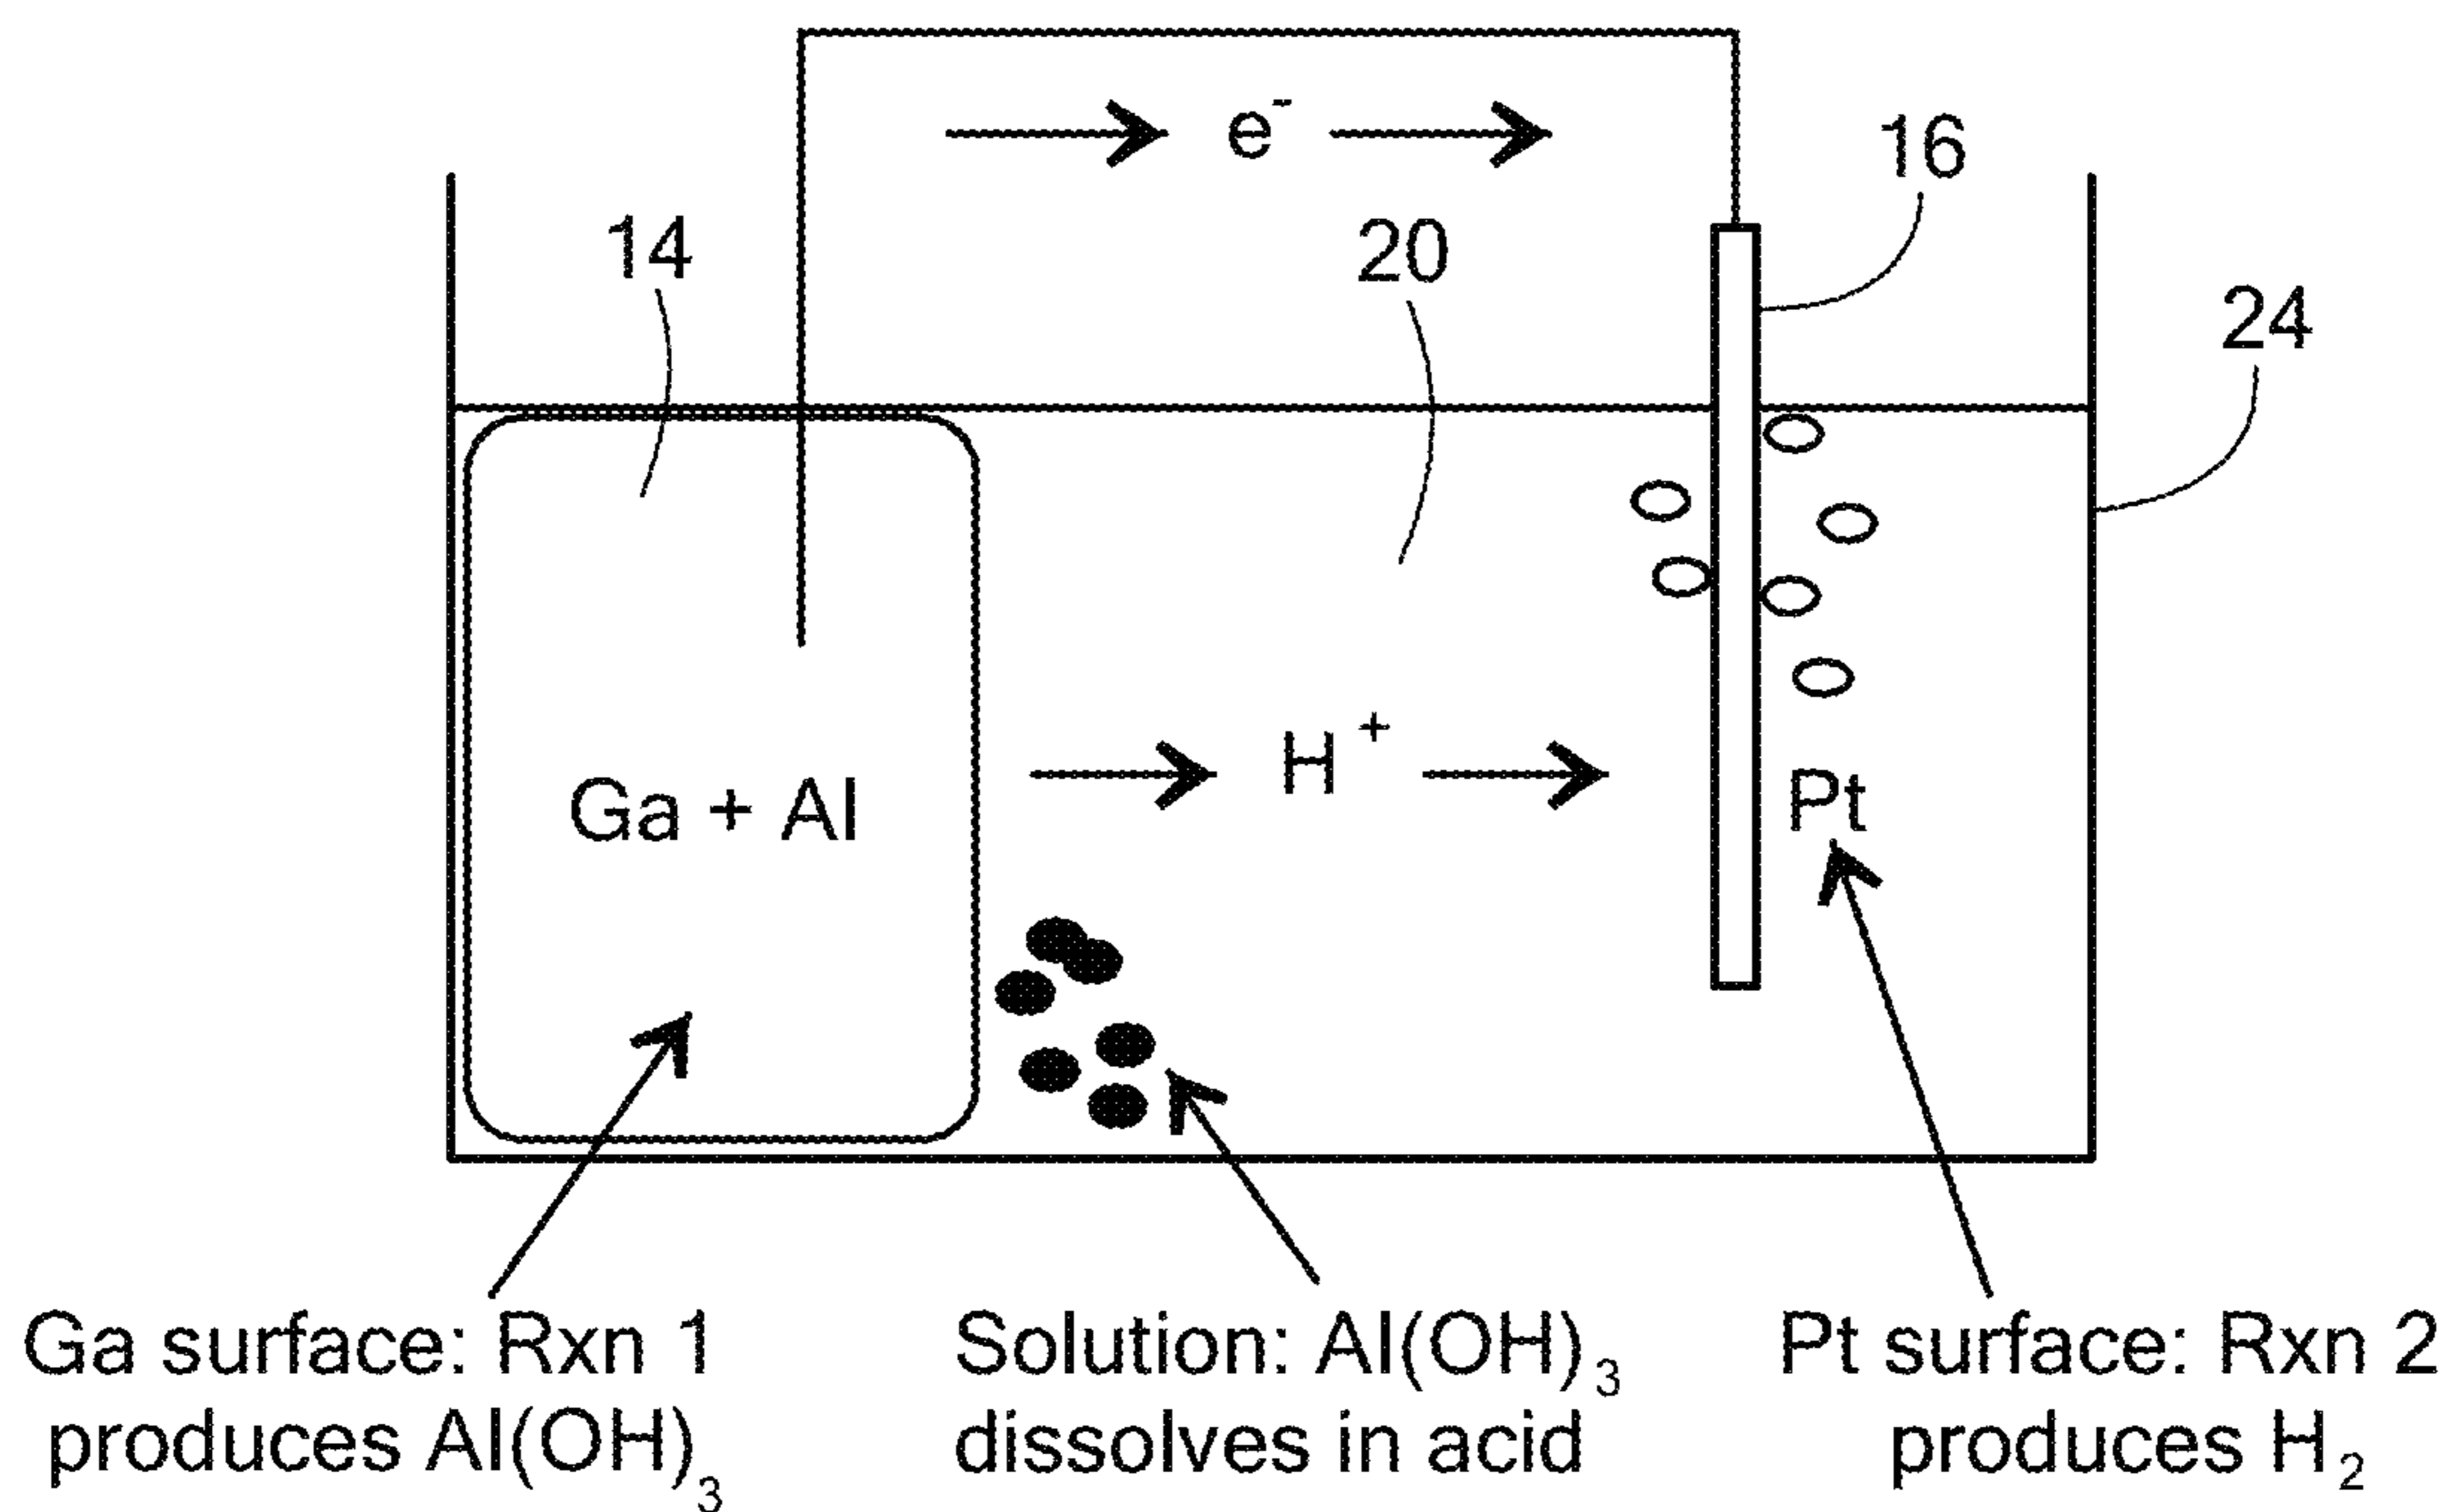 e⁻
16
14
20
24
H⁺
Ga + Al
Pt
Ga surface: Rxn 1
produces Al(OH)₃
Solution: Al(OH)₃
dissolves in acid
Pt surface: Rxn 2
produces H₂